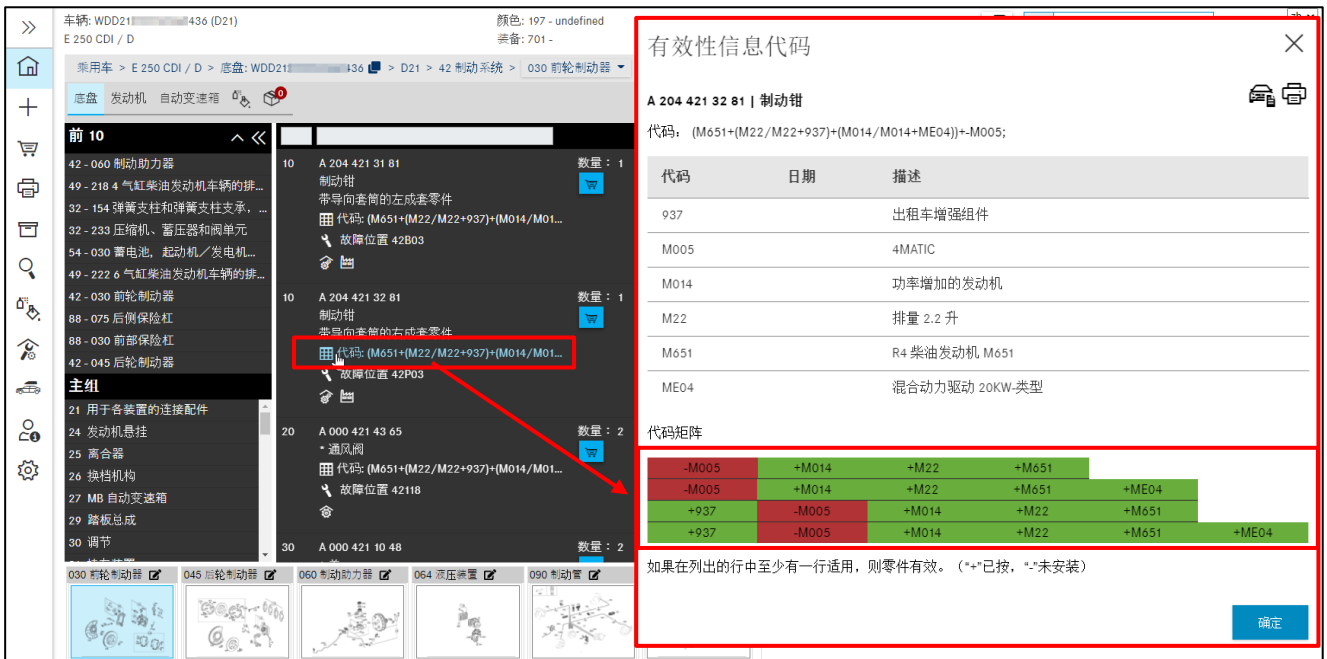 车辆: WDD21 436 (D21)
E 250 CDI / D
颜色: 197 - undefined
装备: 701 -
乘用车 > E 250 CDI / D > 底盘: WDD21 436 > D21 > 42 制动系统 > 030 前轮制动器
底盘 发动机 自动变速箱 0
前 10
42 - 060 制动助力器
49 - 218 4 气缸柴油发动机车辆的排...
32 - 154 弹簧支柱和弹簧支柱支承, ...
32 - 233 压缩机、蓄压器和阀单元
54 - 030 蓄电池, 起动机／发电机...
49 - 222 6 气缸柴油发动机车辆的排...
42 - 030 前轮制动器
88 - 075 后侧保险杠
88 - 030 前部保险杠
42 - 045 后轮制动器
主组
21 用于各装置的连接配件
24 发动机悬挂
25 离合器
26 换档机构
27 MB 自动变速箱
29 踏板总成
30 调节
10 A 204 421 31 81 数量： 1
制动钳
带导向套筒的左成套零件
代码: (M651+(M22/M22+937)+(M014/M01...
故障位置 42B03
10 A 204 421 32 81 数量： 1
制动钳
带导向套筒的左成套零件
代码: (M651+(M22/M22+937)+(M014/M01...
故障位置 42P03
20 A 000 421 43 65 数量： 2
• 通风阀
代码: (M651+(M22/M22+937)+(M014/M01...
故障位置 42118
30 A 000 421 10 48 数量： 2
030 前轮制动器 045 后轮制动器 060 制动助力器 064 液压装置 090 制动管
有效性信息代码
A 204 421 32 81 | 制动钳
代码： (M651+(M22/M22+937)+(M014/M014+ME04))+-M005;
代码 日期 描述
937 出租车增强组件
M005 4MATIC
M014 功率增加的发动机
M22 排量 2.2 升
M651 R4 柴油发动机 M651
ME04 混合动力驱动 20KW-类型
代码矩阵
-M005 +M014 +M22 +M651
-M005 +M014 +M22 +M651 +ME04
+937 -M005 +M014 +M22 +M651
+937 -M005 +M014 +M22 +M651 +ME04
如果在列出的行中至少有一行适用，则零件有效。（“+”已按，“-”未安装）
确定